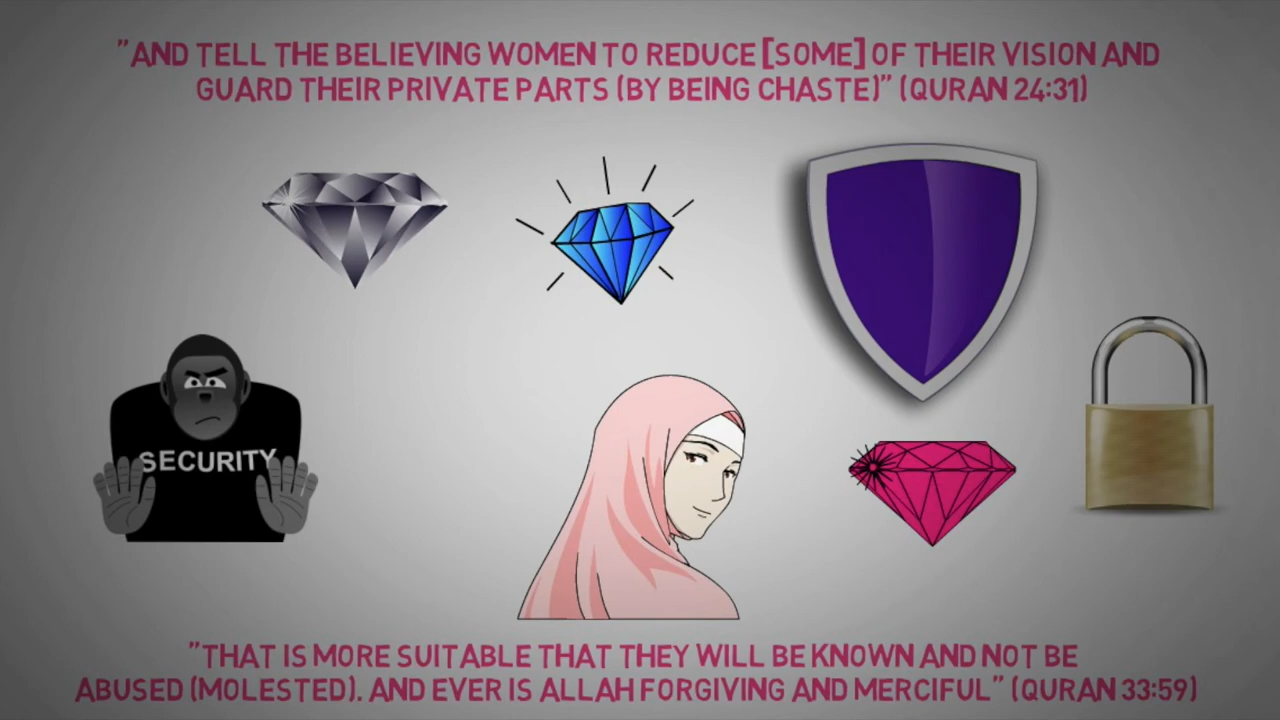 "AND TELL THE BELIEVING WOMEN TO REDUCE [SOME] OF THEIR VISION AND
GUARD THEIR PRIVATE PARTS (BY BEING CHASTE)" (QURAN 24:31)
SECURITY
"THAT IS MORE SUITABLE THAT THEY WILL BE KNOWN AND NOT BE
ABUSED (MOLESTED). AND EVER IS ALLAH FORGIVING AND MERCIFUL" (QURAN 33:59)